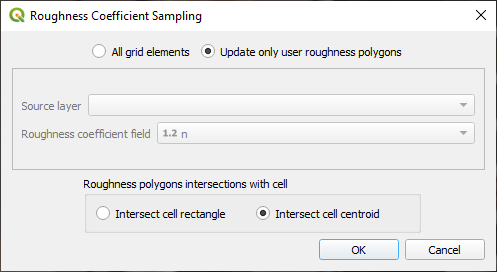 Roughness Coefficient Sampling
All grid elements Update only user roughness polygons
Source layer
Roughness coefficient field 1.2 n
Roughness polygons intersections with cell
Intersect cell rectangle Intersect cell centroid
OK Cancel